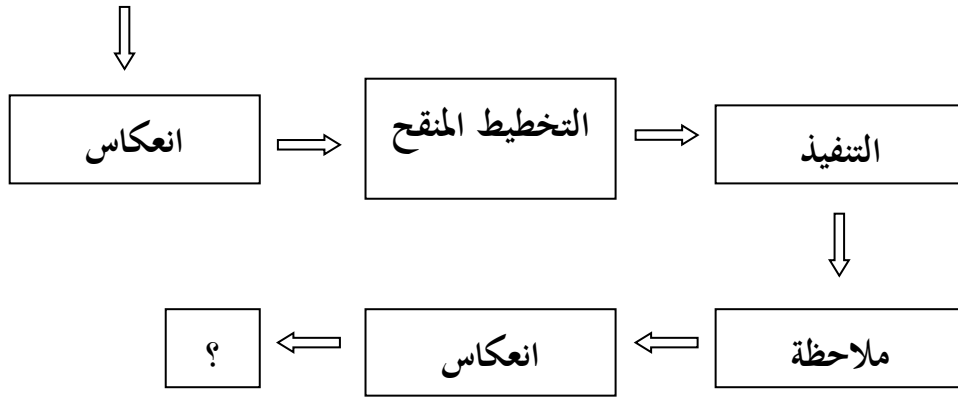 انعكاس
التخطيط المنقح
التنفيذ
ملاحظة
انعكاس
؟